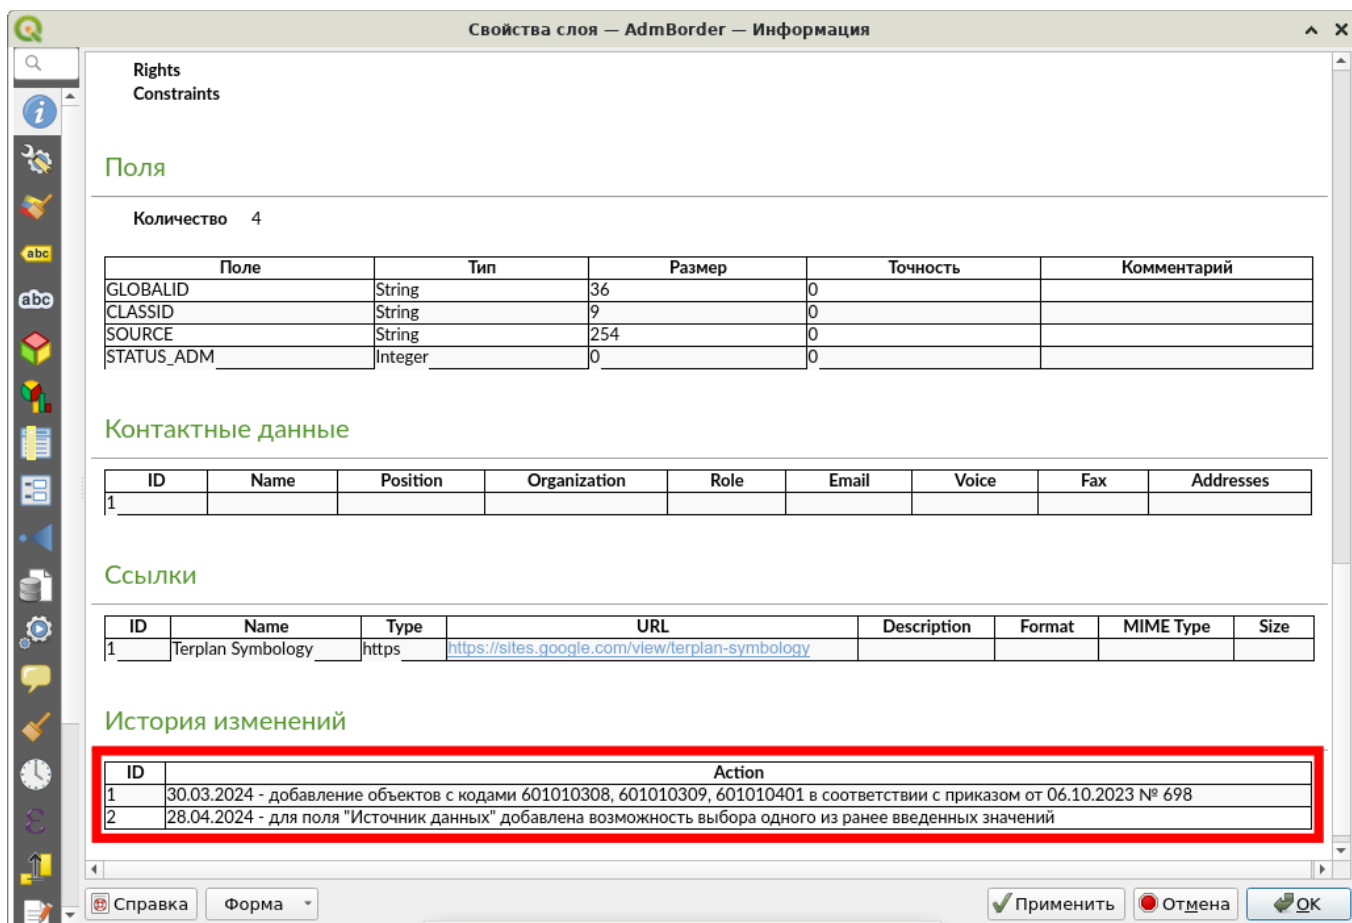 Свойства слоя — AdmBorder — Информация
Rights
Constraints
Поля
Количество 4
Поле Тип Размер Точность Комментарий
GLOBALID String 36 0
CLASSID String 9 0
SOURCE String 254 0
STATUS_ADM Integer 0 0
Контактные данные
ID Name Position Organization Role Email Voice Fax Addresses
1
Ссылки
ID Name Type URL Description Format MIME Type Size
1 Terplan Symbology https https://sites.google.com/view/terplan-symbology
История изменений
ID Action
1 30.03.2024 - добавление объектов с кодами 601010308, 601010309, 601010401 в соответствии с приказом от 06.10.2023 № 698
2 28.04.2024 - для поля "Источник данных" добавлена возможность выбора одного из ранее введенных значений
abc
abc
Справка Форма Применить Отмена OK